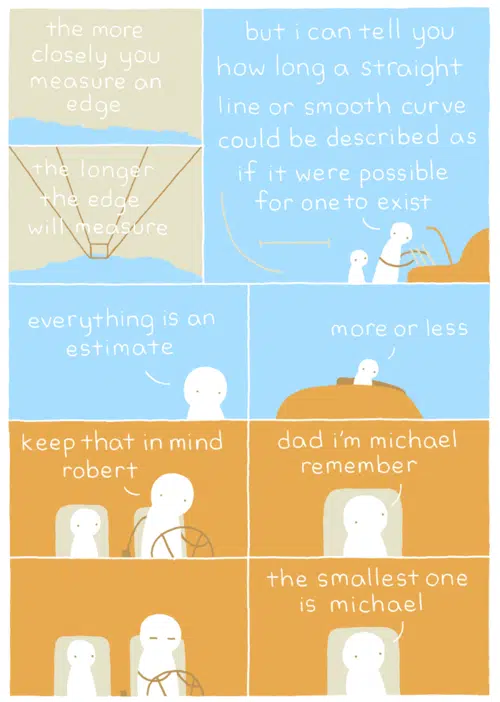 the more
closely you
measure an
edge
the longer
the edge
will measure
but i can tell you
how long a straight
line or smooth curve
could be described as
if it were possible
for one to exist
everything is an
estimate
more or less
keep that in mind
robert
dad i'm michael
remember
the smallest one
is michael